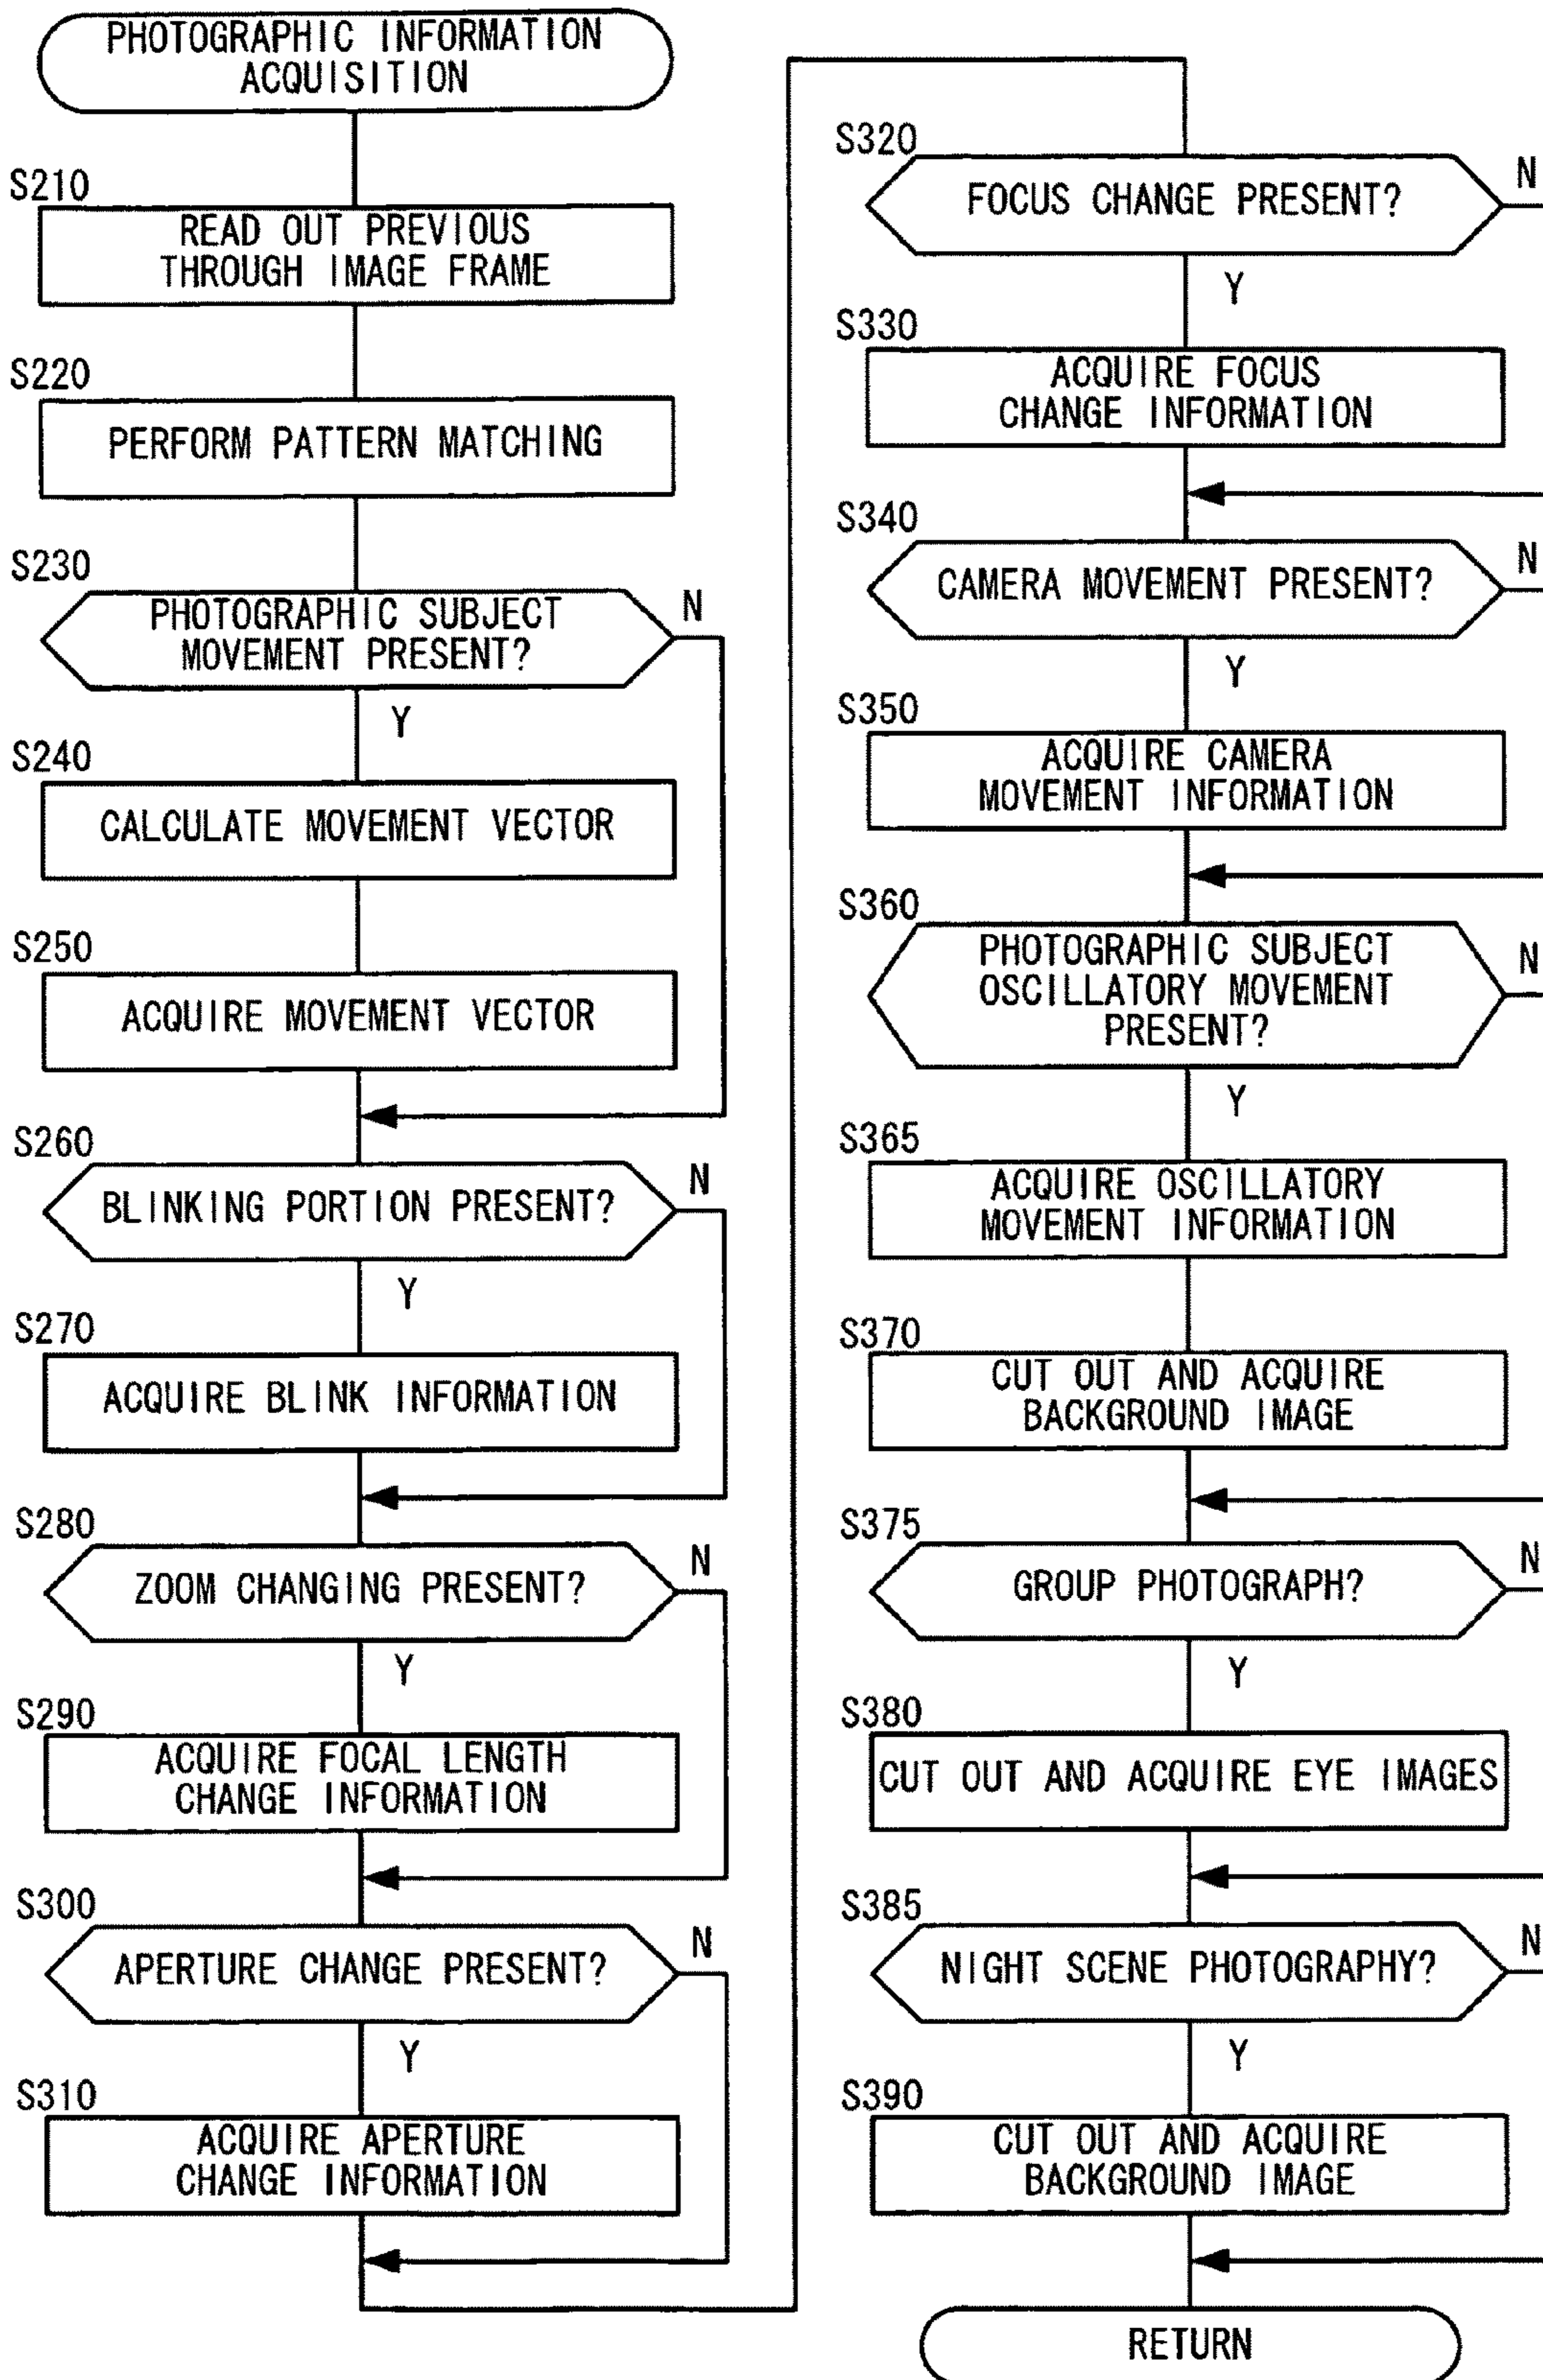 PHOTOGRAPHIC INFORMATION
ACQUISITION
S210
READ OUT PREVIOUS
THROUGH IMAGE FRAME
S220
PERFORM PATTERN MATCHING
S230
PHOTOGRAPHIC SUBJECT
MOVEMENT PRESENT?
N
Y
S240
CALCULATE MOVEMENT VECTOR
S250
ACQUIRE MOVEMENT VECTOR
S260
BLINKING PORTION PRESENT?
N
Y
S270
ACQUIRE BLINK INFORMATION
S280
ZOOM CHANGING PRESENT?
N
Y
S290
ACQUIRE FOCAL LENGTH
CHANGE INFORMATION
S300
APERTURE CHANGE PRESENT?
N
Y
S310
ACQUIRE APERTURE
CHANGE INFORMATION
S320
FOCUS CHANGE PRESENT?
N
Y
S330
ACQUIRE FOCUS
CHANGE INFORMATION
S340
CAMERA MOVEMENT PRESENT?
N
Y
S350
ACQUIRE CAMERA
MOVEMENT INFORMATION
S360
PHOTOGRAPHIC SUBJECT
OSCILLATORY MOVEMENT
PRESENT?
N
Y
S365
ACQUIRE OSCILLATORY
MOVEMENT INFORMATION
S370
CUT OUT AND ACQUIRE
BACKGROUND IMAGE
S375
GROUP PHOTOGRAPH?
N
Y
S380
CUT OUT AND ACQUIRE EYE IMAGES
S385
NIGHT SCENE PHOTOGRAPHY?
N
Y
S390
CUT OUT AND ACQUIRE
BACKGROUND IMAGE
RETURN